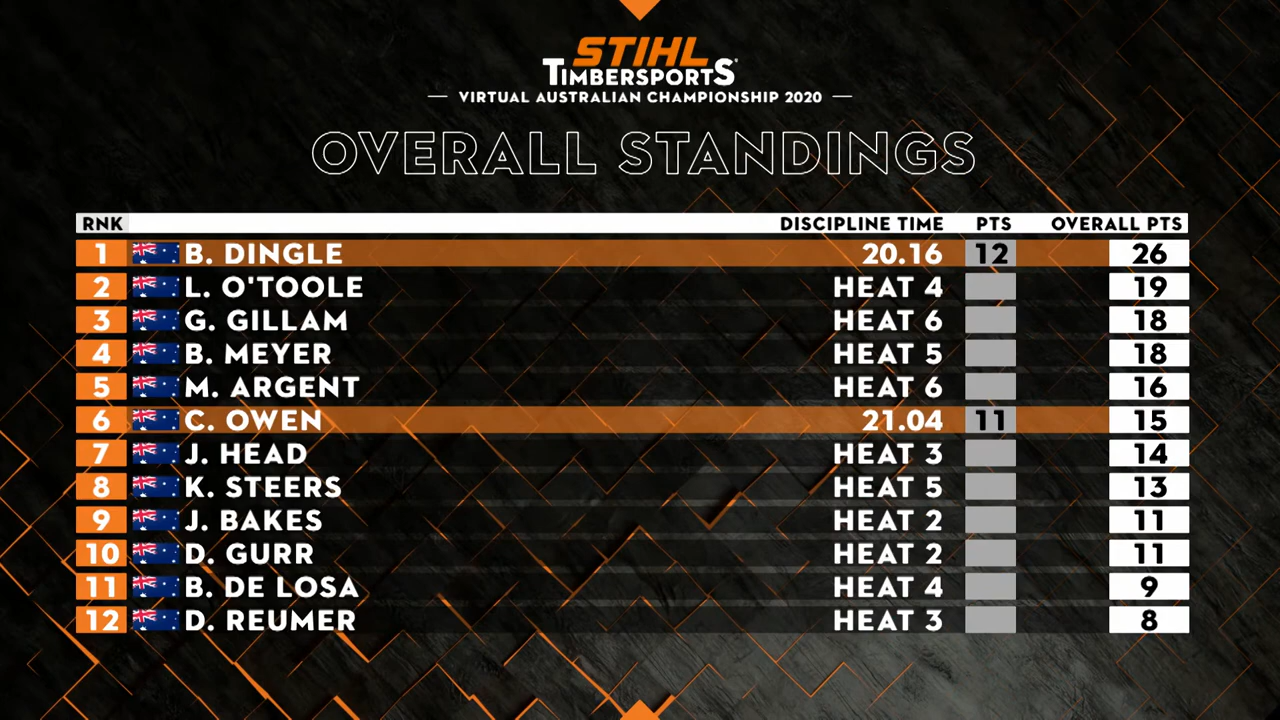 STIHL
TIMBERSPORTS®
VIRTUAL AUSTRALIAN CHAMPIONSHIP 2020
OVERALL STANDINGS
RNK DISCIPLINE TIME PTS OVERALL PTS
1 B. DINGLE 20.16 12 26
2 L. O'TOOLE HEAT 4 19
3 G. GILLAM HEAT 6 18
4 B. MEYER HEAT 5 18
5 M. ARGENT HEAT 6 16
6 C. OWEN 21.04 11 15
7 J. HEAD HEAT 3 14
8 K. STEERS HEAT 5 13
9 J. BAKES HEAT 2 11
10 D. GURR HEAT 2 11
11 B. DE LOSA HEAT 4 9
12 D. REUMER HEAT 3 8